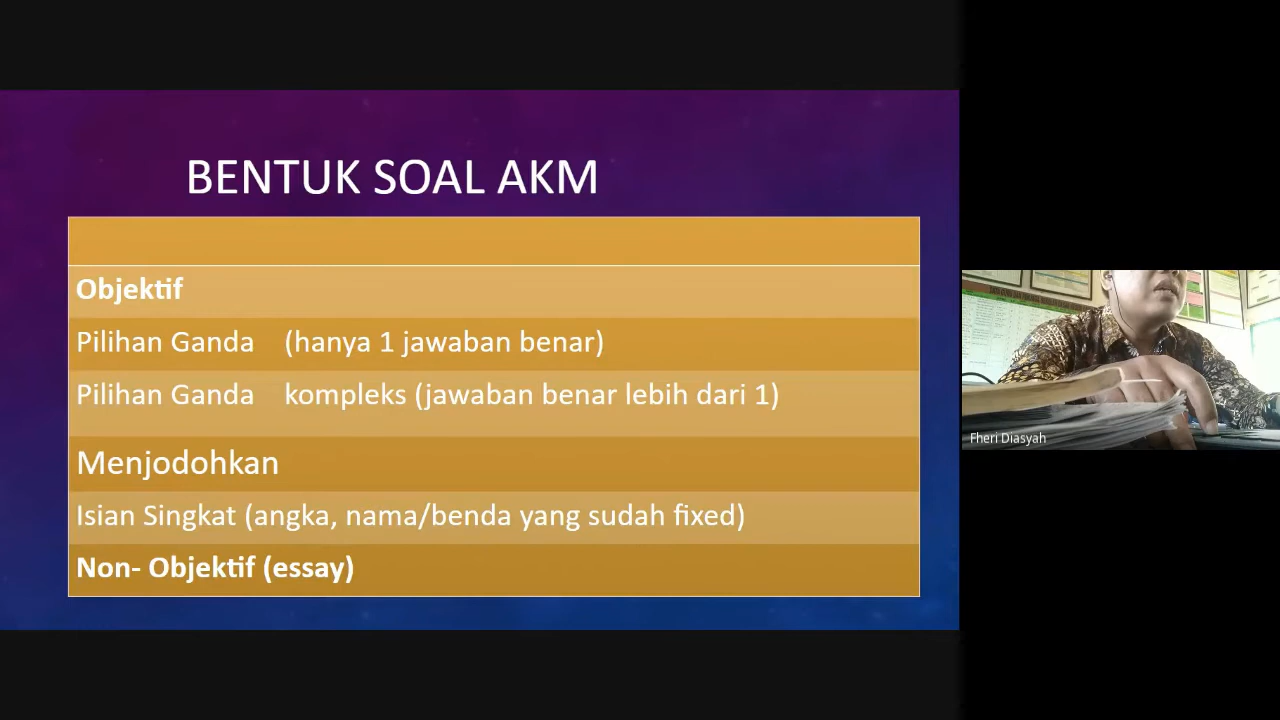 BENTUK SOAL AKM
Objektif
Pilihan Ganda (hanya 1 jawaban benar)
Pilihan Ganda kompleks (jawaban benar lebih dari 1)
Menjodohkan
Isian Singkat (angka, nama/benda yang sudah fixed)
Non- Objektif (essay)
Fheri Diasyah